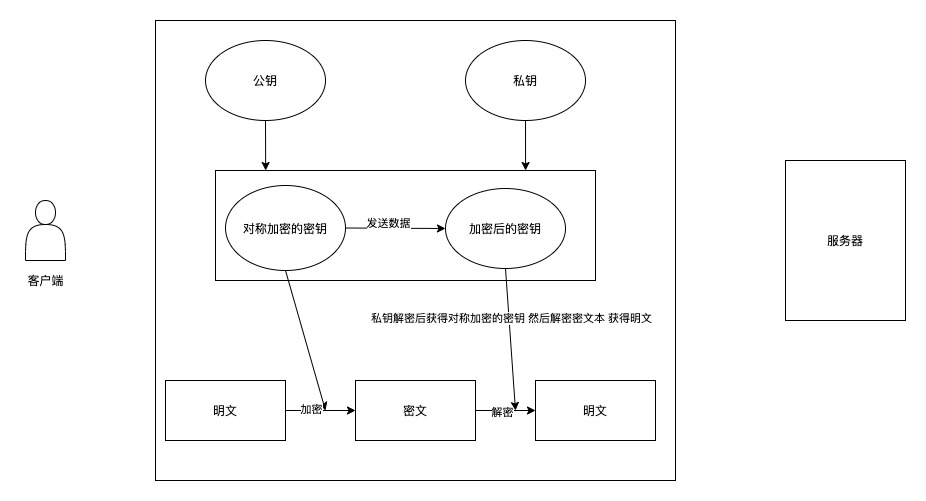 公钥
私钥
对称加密的密钥
发送数据
加密后的密钥
服务器
客户端
私钥解密后获得对称加密的密钥 然后解密密文本 获得明文
明文
加密
密文
解密
明文